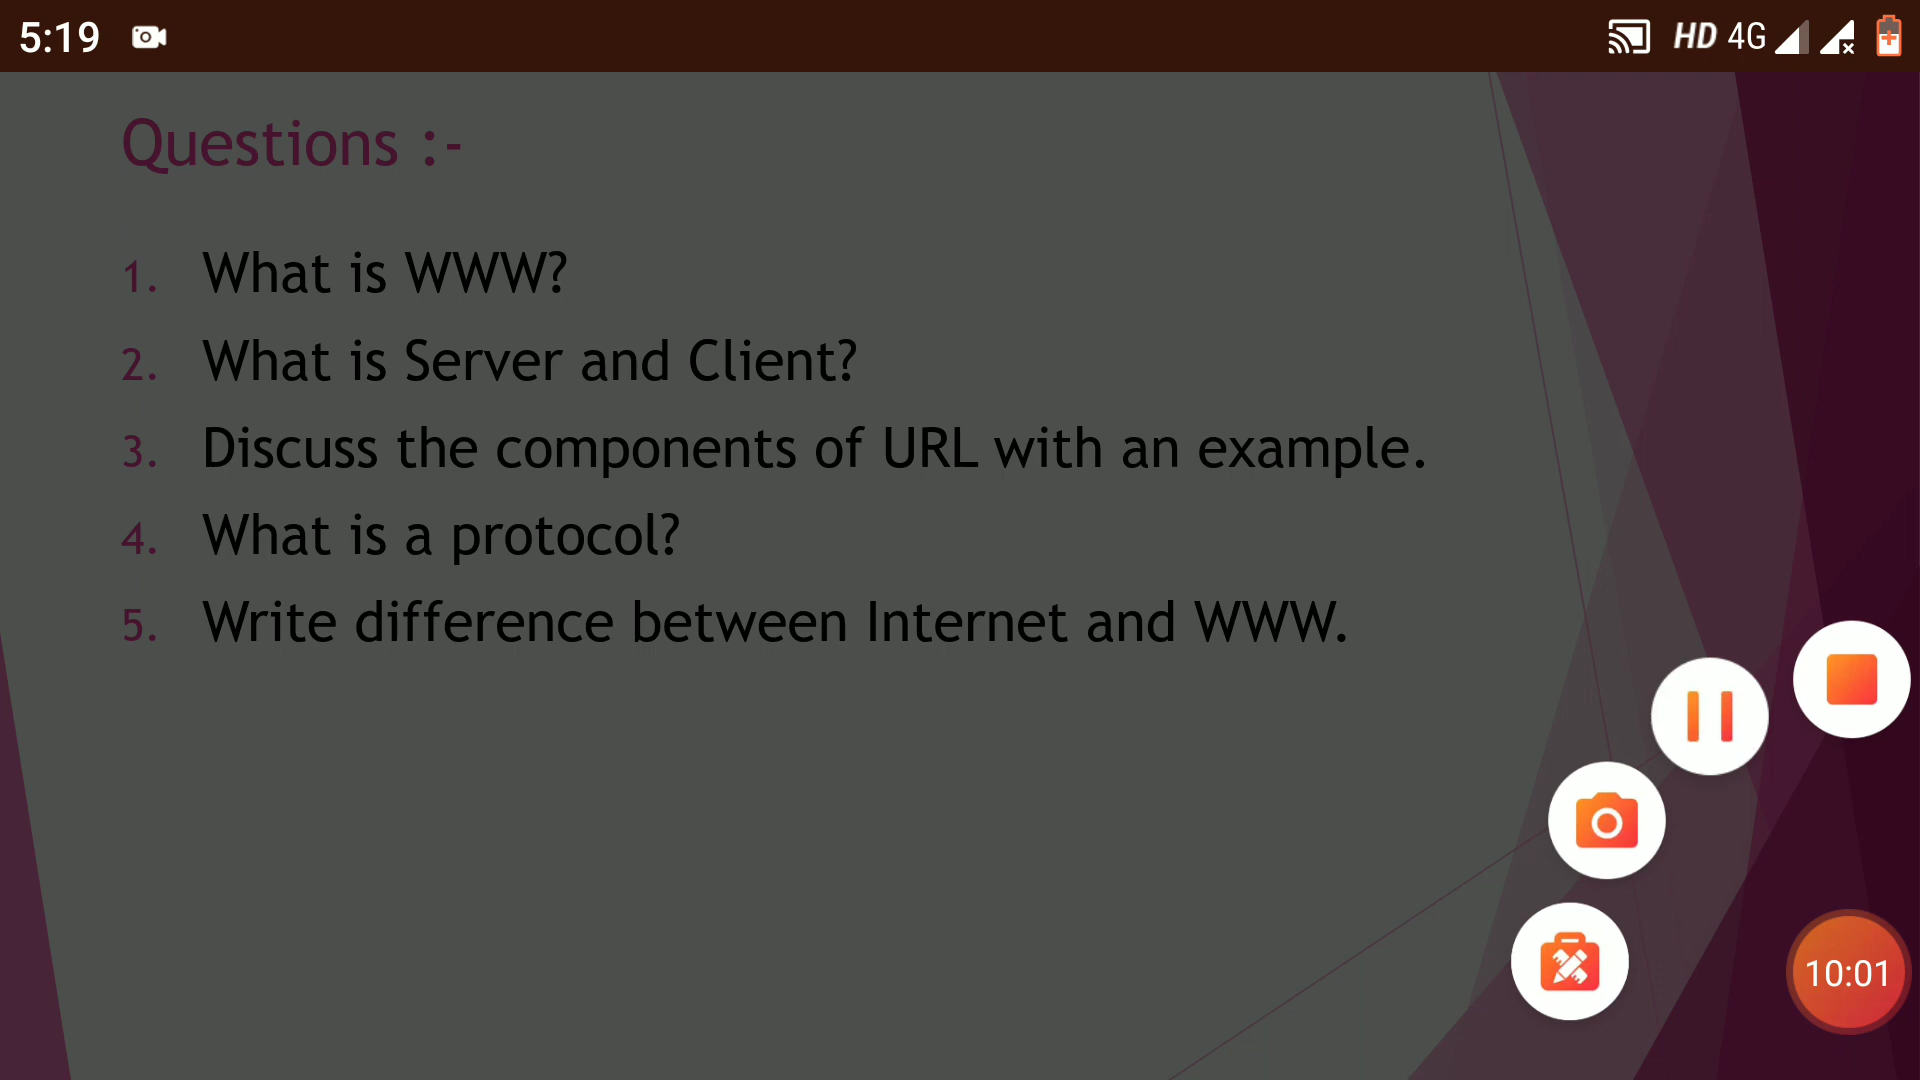 5:19 HD 4G
Questions :-
1. What is WWW?
2. What is Server and Client?
3. Discuss the components of URL with an example.
4. What is a protocol?
5. Write difference between Internet and WWW.
10:01